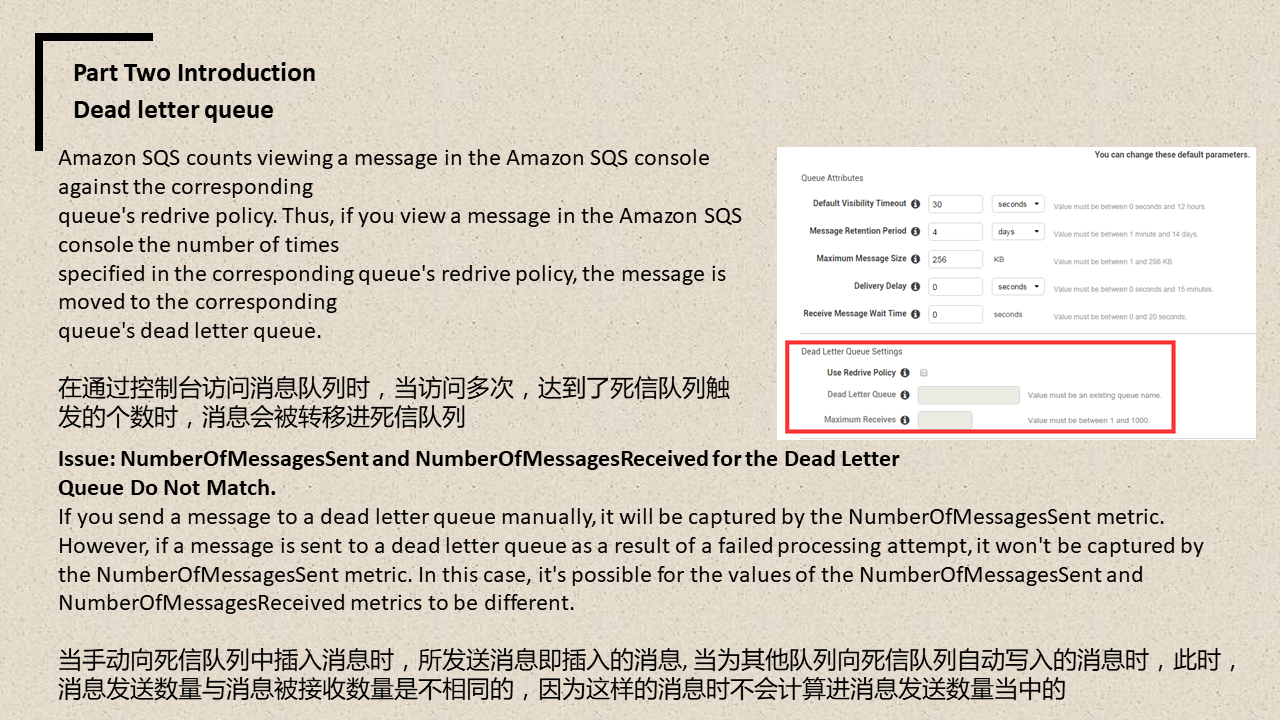 Part Two Introduction
Dead letter queue
Amazon SQS counts viewing a message in the Amazon SQS console
against the corresponding
queue's redrive policy. Thus, if you view a message in the Amazon SQS
console the number of times
specified in the corresponding queue's redrive policy, the message is
moved to the corresponding
queue's dead letter queue.
在通过控制台访问消息队列时，当访问多次，达到了死信队列触
发的个数时，消息会被转移进死信队列
You can change these default parameters.
Queue Attributes
Default Visibility Timeout 30 seconds Value must be between 0 seconds and 12 hours.
Message Retention Period 4 days Value must be between 1 minute and 14 days.
Maximum Message Size 256 KB Value must be between 1 and 256 KB.
Delivery Delay 0 seconds Value must be between 0 seconds and 15 minutes.
Receive Message Wait Time 0 seconds Value must be between 0 and 20 seconds.
Dead Letter Queue Settings
Use Redrive Policy
Dead Letter Queue Value must be an existing queue name.
Maximum Receives Value must be between 1 and 1000.
Issue: NumberOfMessagesSent and NumberOfMessagesReceived for the Dead Letter
Queue Do Not Match.
If you send a message to a dead letter queue manually, it will be captured by the NumberOfMessagesSent metric.
However, if a message is sent to a dead letter queue as a result of a failed processing attempt, it won't be captured by
the NumberOfMessagesSent metric. In this case, it's possible for the values of the NumberOfMessagesSent and
NumberOfMessagesReceived metrics to be different.
当手动向死信队列中插入消息时，所发送消息即插入的消息, 当为其他队列向死信队列自动写入的消息时，此时，
消息发送数量与消息被接收数量是不相同的，因为这样的消息时不会计算进消息发送数量当中的